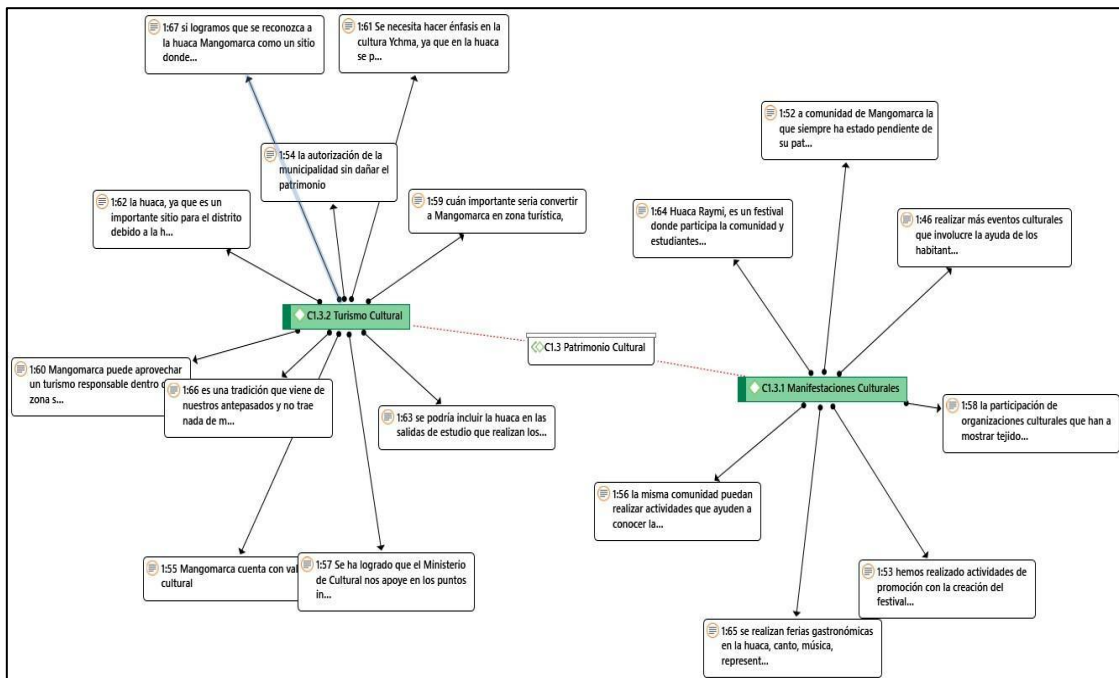 1:67 si logramos que se reconozca a
la huaca Mangomarca como un sitio
donde...
1:61 Se necesita hacer énfasis en la
cultura Ychma, ya que en la huaca
se p...
1:54 la autorización de la
municipalidad sin dañar el
patrimonio
1:62 la huaca, ya que es un
importante sitio para el distrito
debido a la h...
1:59 cuán importante seria convertir
a Mangomarca en zona turística,
C1.3.2 Turismo Cultural
1:60 Mangomarca puede aprovechar
un turismo responsable dentro
zona s...
1:66 es una tradición que viene de
nuestros antepasados y no trae
nada de m...
1:63 se podría incluir la huaca en las
salidas de estudio que realizan los...
1:55 Mangomarca cuenta con
cultural
1:57 Se ha logrado que el Ministerio
de Cultural nos apoye en los puntos
in...
C1.3 Patrimonio Cultural
1:52 a comunidad de Mangomarca la
que siempre ha estado pendiente de
su pat...
1:64 Huaca Raymi, es un festival
donde participa la comunidad y
estudiantes...
1:46 realizar más eventos culturales
que involucre la ayuda de los
habitant...
C1.3.1 Manifestaciones Culturales
1:58 la participación de
organizaciones culturales que han a
mostrar tejido...
1:56 la misma comunidad puedan
realizar actividades que ayuden a
conocer la...
1:53 hemos realizado actividades de
promoción con la creación del
festival...
1:65 se realizan ferias gastronómicas
en la huaca, canto, música,
represent...